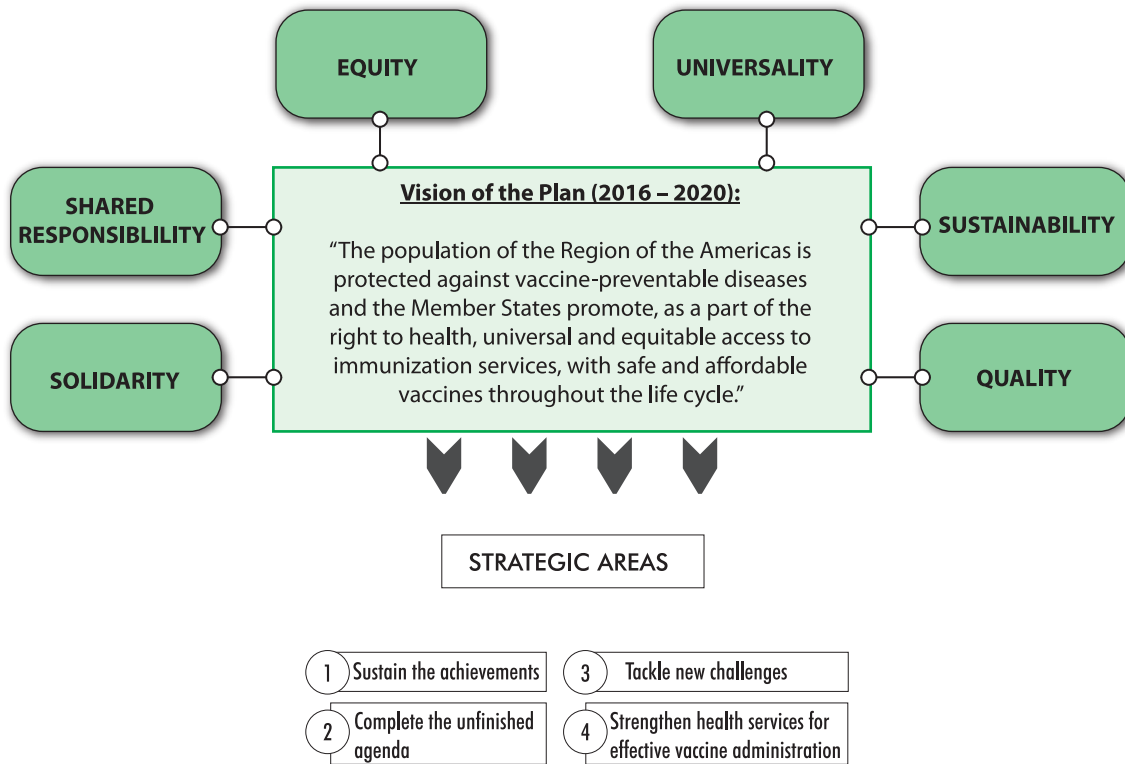 EQUITY
UNIVERSALITY
SHARED
RESPONSIBLILITY
SOLIDARITY
Vision of the Plan (2016 – 2020):
“The population of the Region of the Americas is
protected against vaccine-preventable diseases
and the Member States promote, as a part of the
right to health, universal and equitable access to
immunization services, with safe and affordable
vaccines throughout the life cycle.”
SUSTAINABILITY
QUALITY
STRATEGIC AREAS
1 Sustain the achievements
2 Complete the unfinished
agenda
3 Tackle new challenges
4 Strengthen health services for
effective vaccine administration